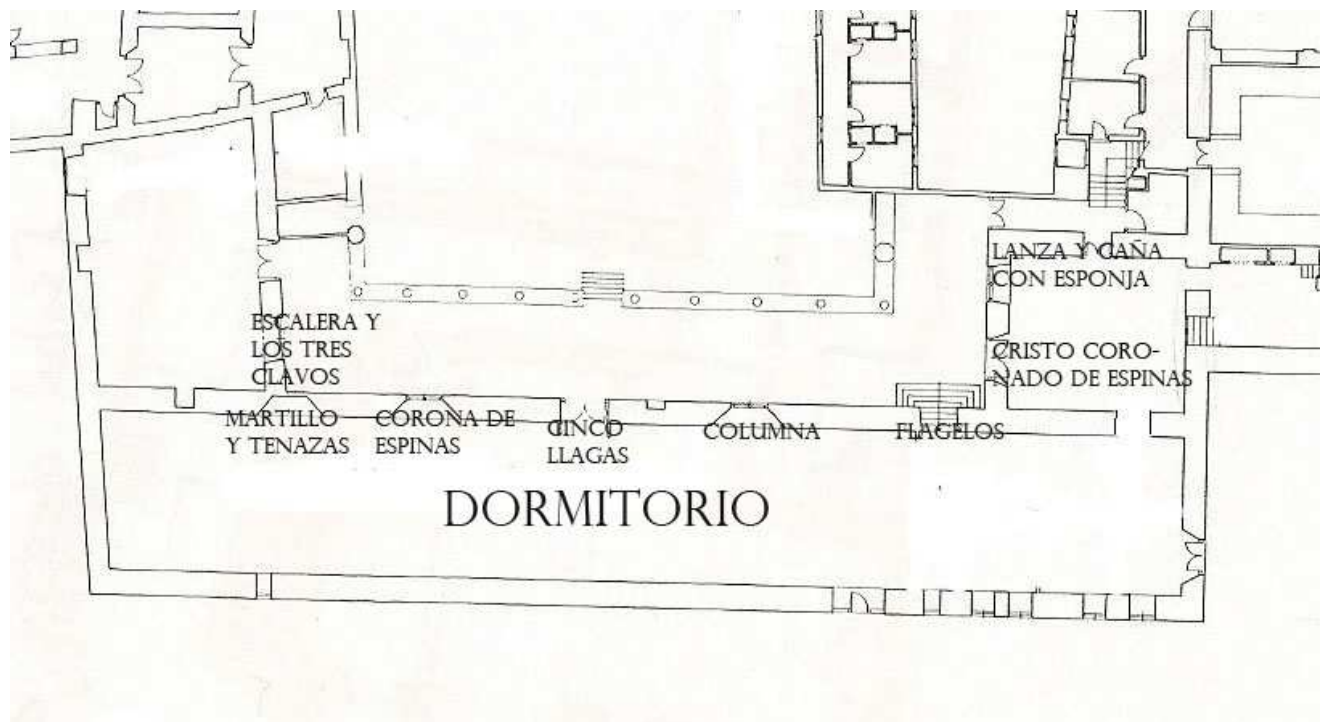 LANZA Y CAÑA
CON ESPONJA
ESCALERA Y
LOS TRES
CLAVOS
CRISTO CORO-
NADO DE ESPINAS
MARTILLO
Y TENAZAS
CORONA DE
ESPINAS
CINCO
LLAGAS
COLUMNA
FLAGELOS
DORMITORIO